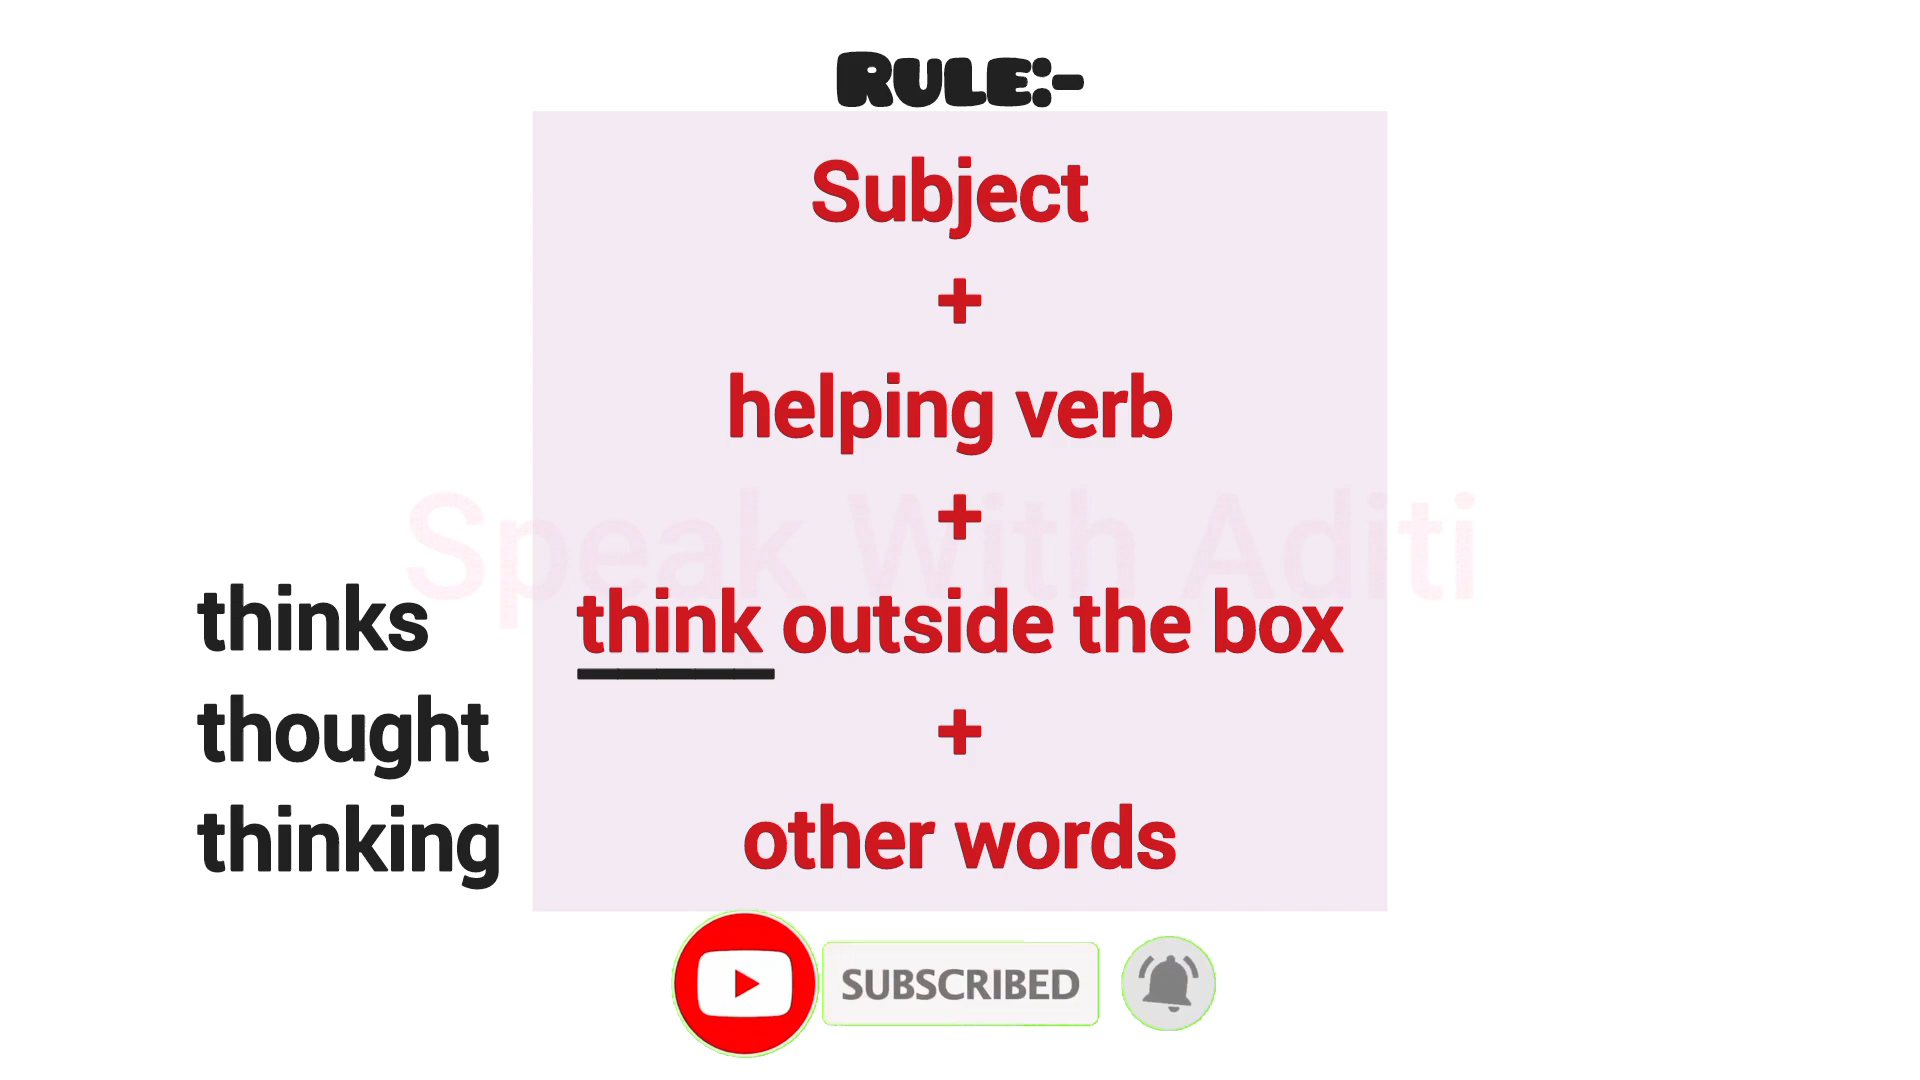 RULE:-
Subject
+
helping verb
+
Speak With Aditi
thinks
think outside the box
thought
+
thinking
other words
SUBSCRIBED